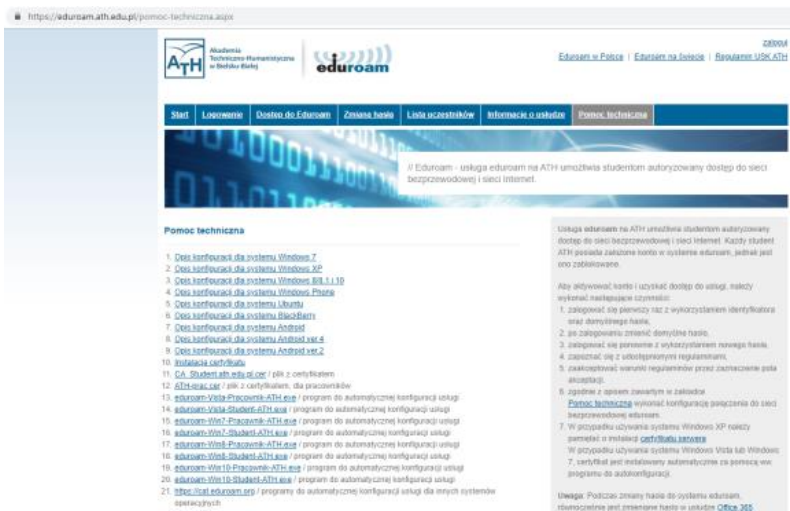 https://eduroam.ath.edu.pl/pomoc-techniczna.aspx
zaloguj
Akademia
Techniczno-Humanistyczna
w Bielsku-Białej
ATH
eduroam
Eduroam w Polsce | Eduroam na świecie | Regulamin USK ATH
Start Logowanie Dostęp do Eduroam Zmiana hasła Lista uczestników Informacje o usłudze Pomoc techniczna
// Eduroam - usługa eduroam na ATH umożliwia studentom autoryzowany dostęp do sieci
bezprzewodowej i sieci Internet.
Pomoc techniczna
1. Opis konfiguracji dla systemu Windows 7
2. Opis konfiguracji dla systemu Windows XP
3. Opis konfiguracji dla systemu Windows 8/8.1 i 10
4. Opis konfiguracji dla systemu Windows Phone
5. Opis konfiguracji dla systemu Ubuntu
6. Opis konfiguracji dla systemu BlackBerry
7. Opis konfiguracji dla systemu Android
8. Opis konfiguracji dla systemu Android ver.4
9. Opis konfiguracji dla systemu Android ver.2
10. Instalacja certyfikatu
11. CA_Student.ath.edu.pl.cer / plik z certyfikatem
12. ATH-prac.cer / plik z certyfikatem, dla pracowników
13. eduroam-Vista-Pracownik-ATH.exe / program do automatycznej konfiguracji usługi
14. eduroam-Vista-Student-ATH.exe / program do automatycznej konfiguracji usługi
15. eduroam-Win7-Pracownik-ATH.exe / program do automatycznej konfiguracji usługi
16. eduroam-Win7-Student-ATH.exe / program do automatycznej konfiguracji usługi
17. eduroam-Win8-Pracownik-ATH.exe / program do automatycznej konfiguracji usługi
18. eduroam-Win8-Student-ATH.exe / program do automatycznej konfiguracji usługi
19. eduroam-Win10-Pracownik-ATH.exe / program do automatycznej konfiguracji usługi
20. eduroam-Win10-Student-ATH.exe / program do automatycznej konfiguracji usługi
21. https://cat.eduroam.org / programy do automatycznej konfiguracji usługi dla innych systemów
operacyjnych
Usługa eduroam na ATH umożliwia studentom autoryzowany
dostęp do sieci bezprzewodowej i sieci Internet. Każdy student
ATH posiada założone konto w systemie eduroam, jednak jest
ono zablokowane.
Aby aktywować konto i uzyskać dostęp do usługi, należy
wykonać następujące czynności:
1. zalogować się pierwszy raz z wykorzystaniem identyfikatora
oraz domyślnego hasła,
2. po zalogowaniu zmienić domyślne hasło,
3. zalogować się ponownie z wykorzystaniem nowego hasła,
4. zapoznać się z udostępnionymi regulaminami,
5. zaakceptować warunki regulaminów przez zaznaczenie pola
akceptacji,
6. zgodnie z opisem zawartym w zakładce
Pomoc techniczna wykonać konfigurację połączenia do sieci
bezprzewodowej eduroam.
7. W przypadku używania systemu Windows XP należy
pamiętać o instalacji certyfikatu serwera
W przypadku używania systemu Windows Vista lub Windows
7, certyfikat jest instalowany automatycznie za pomocą ww.
programu do autokonfiguracji.
Uwaga: Podczas zmiany hasła do systemu eduroam,
równocześnie jest zmieniane hasło w usłudze Office 365